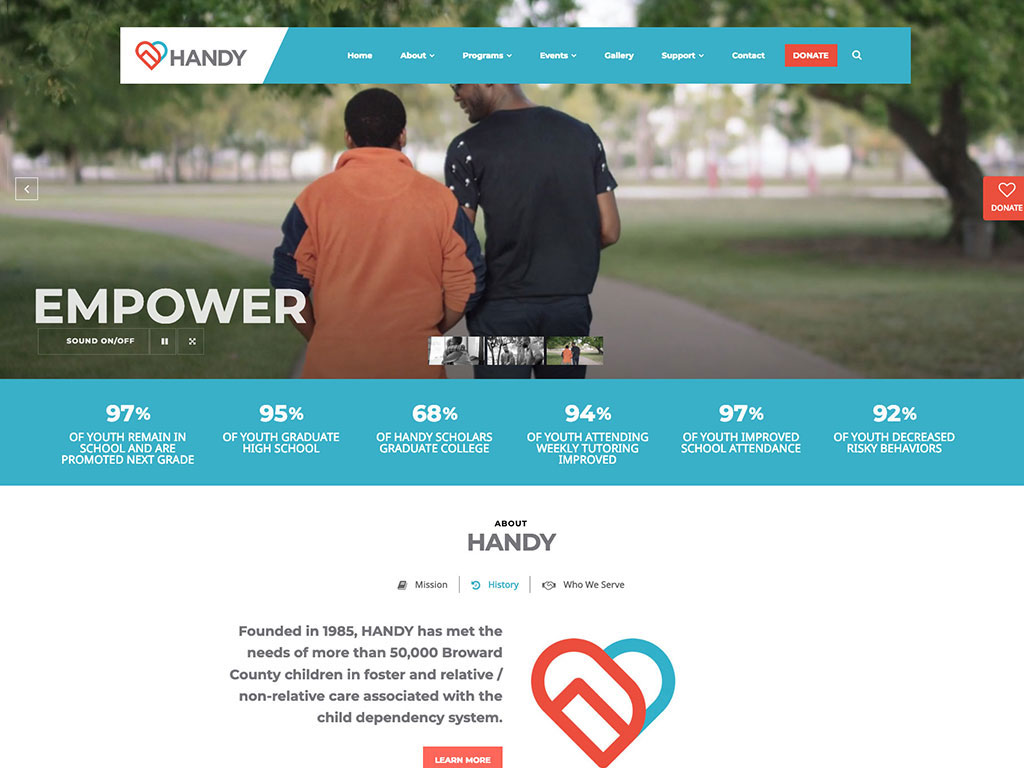 HANDY
Home About Programs Events Gallery Support Contact DONATE
DONATE
EMPOWER
SOUND ON/OFF
97%
OF YOUTH REMAIN IN
SCHOOL AND ARE
PROMOTED NEXT GRADE
95%
OF YOUTH GRADUATE
HIGH SCHOOL
68%
OF HANDY SCHOLARS
GRADUATE COLLEGE
94%
OF YOUTH ATTENDING
WEEKLY TUTORING
IMPROVED
97%
OF YOUTH IMPROVED
SCHOOL ATTENDANCE
92%
OF YOUTH DECREASED
RISKY BEHAVIORS
ABOUT
HANDY
Mission History Who We Serve
Founded in 1985, HANDY has met the
needs of more than 50,000 Broward
County children in foster and relative /
non-relative care associated with the
child dependency system.
LEARN MORE